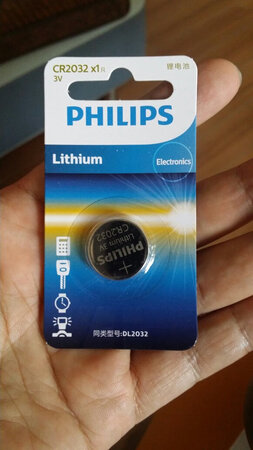 CR2032 x1
3V
锂电池
PHILIPS
Lithium
Electronics
CR2032
PHILIPS
Lithium 3V
+
同类型号:DL2032